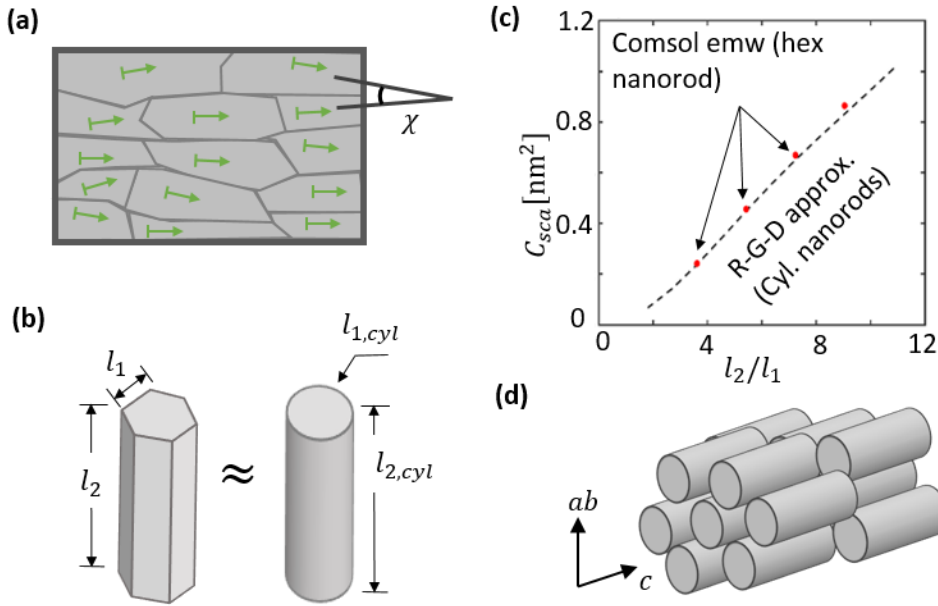 (a)
χ
(b)
l₁
l₂
≈
l₁,cyl
l₂,cyl
(c)
1.2
0.8
0.4
0
C_sca[nm²]
Comsol emw (hex
nanorod)
R-G-D approx.
(Cyl. nanorods)
0 4 8 12
l₂/l₁
(d)
ab
c